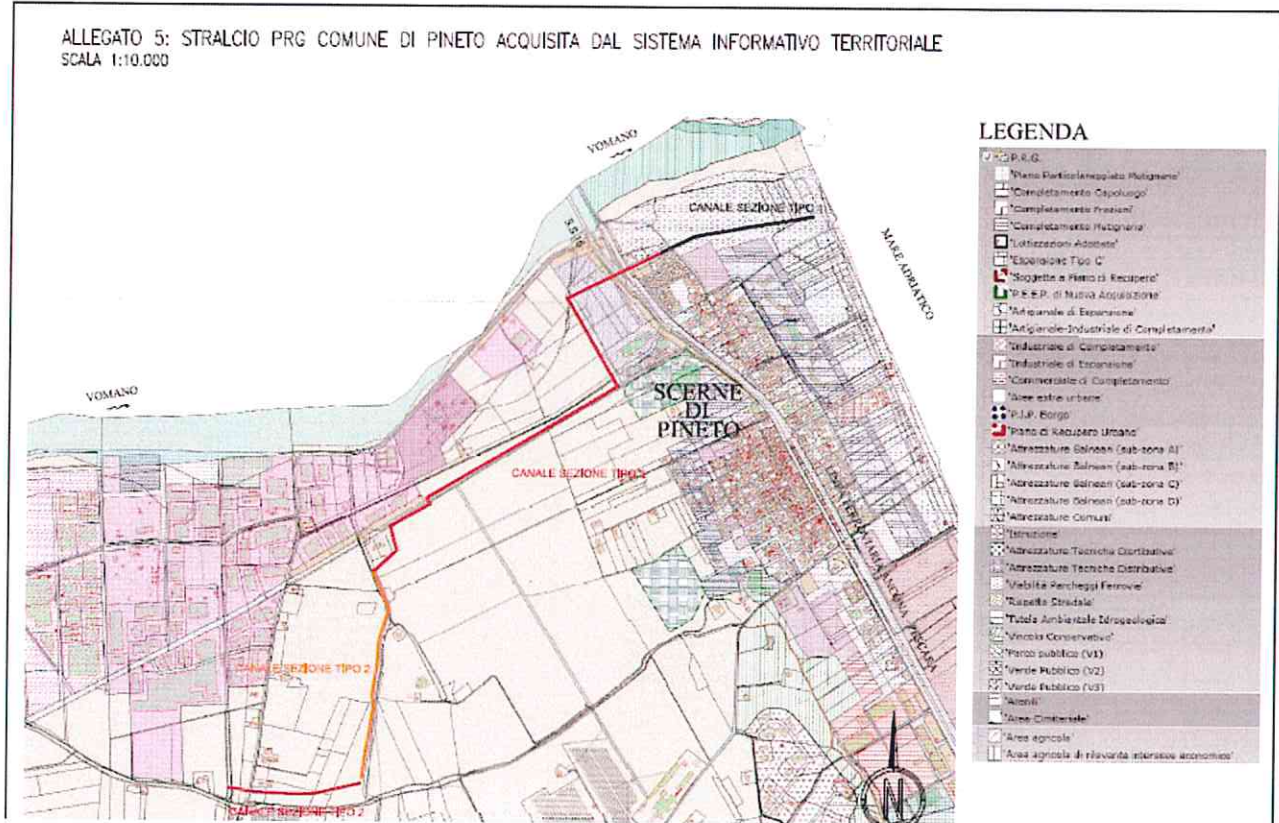 ALLEGATO 5: STRALCIO PRG COMUNE DI PINETO ACQUISITA DAL SISTEMA INFORMATIVO TERRITORIALE
SCALA 1:10.000
VOMANO
CANALE SEZIONE TIPO
S.S.16
MARE ADRIATICO
VOMANO
SCERNE
DI
PINETO
CANALE SEZIONE TIPO
CANALE SEZIONE TIPO 2
CANALE SEZIONE TIPO 2
PESCARA
N
LEGENDA
P.R.G.
'Piano Particolareggiato Mutignano'
'Completamento Capoluogo'
'Completamento Frazioni'
'Completamento Mutignano'
'Lottizzazioni Adottate'
'Espansione Tipo C'
'Soggette a Piano di Recupero'
'P.E.E.P. di Nuova Acquisizione'
'Artigianale di Espansione'
'Artigianale-Industriale di Completamento'
'Industriale di Completamento'
'Industriale di Espansione'
'Commerciale di Completamento'
'Aree extra urbane'
'P.I.P. Borgo'
'Piano di Recupero Urbano'
'Attrezzature Balneari (sub-zona A)'
'Attrezzature Balneari (sub-zona B)'
'Attrezzature Balneari (sub-zona C)'
'Attrezzature Balneari (sub-zona D)'
'Attrezzature Comuni'
'Istruzione'
'Attrezzature Tecniche Distributive'
'Attrezzature Tecniche Distributive'
'Viabilità Parcheggi Ferrovie'
'Rispetto Stradale'
'Tutela Ambientale Idrogeologica'
'Vincolo Conservativo'
'Parco pubblico (V1)'
'Verde Pubblico (V2)'
'Verde Pubblico (V3)'
'Arenili'
'Area Cimiteriale'
'Area agricola'
'Area agricola di rilevante interesse economico'